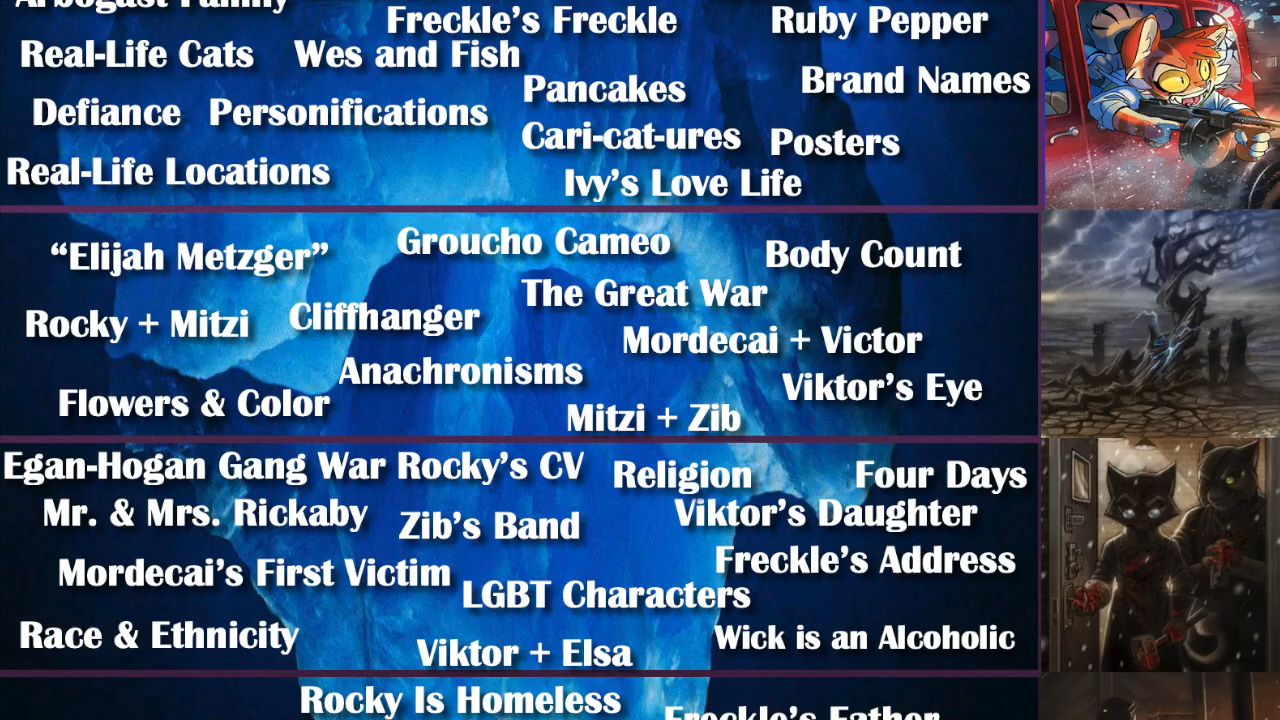 Arbogast Family
Freckle's Freckle
Ruby Pepper
Real-Life Cats
Wes and Fish
Pancakes
Brand Names
Defiance
Personifications
Cari-cat-ures
Posters
Real-Life Locations
Ivy's Love Life
“Elijah Metzger”
Groucho Cameo
Body Count
The Great War
Rocky + Mitzi
Cliffhanger
Mordecai + Victor
Anachronisms
Viktor's Eye
Flowers & Color
Mitzi + Zib
Egan-Hogan Gang War
Rocky's CV
Religion
Four Days
Mr. & Mrs. Rickaby
Zib's Band
Viktor's Daughter
Freckle's Address
Mordecai's First Victim
LGBT Characters
Race & Ethnicity
Viktor + Elsa
Wick is an Alcoholic
Rocky Is Homeless
Freckle's Father